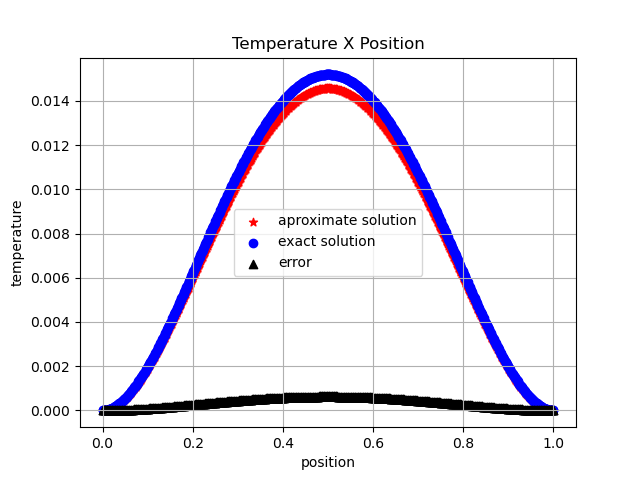 Temperature X Position
temperature
0.014
0.012
0.010
0.008
0.006
0.004
0.002
0.000
aproximate solution
exact solution
error
0.0 0.2 0.4 0.6 0.8 1.0
position